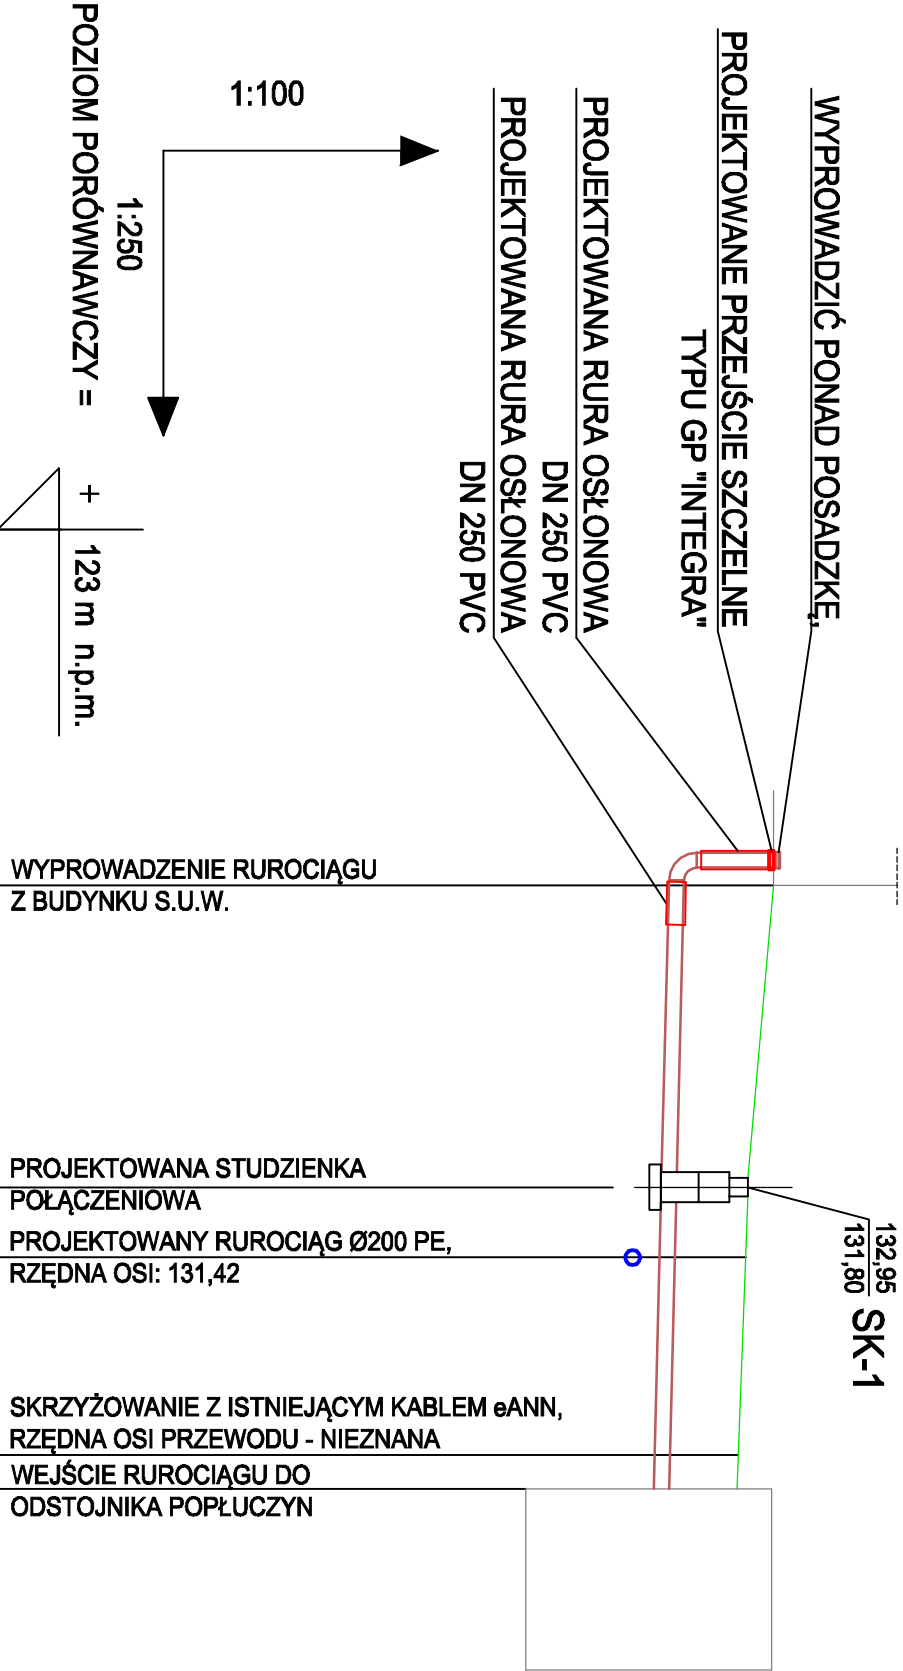 WYPROWADZIĆ PONAD POSADZKĘ,
PROJEKTOWANE PRZEJŚCIE SZCZELNE
TYPU GP "INTEGRA"
PROJEKTOWANA RURA OSŁONOWA
DN 250 PVC
PROJEKTOWANA RURA OSŁONOWA
DN 250 PVC
1:100
1:250
POZIOM PORÓWNAWCZY = + 123 m n.p.m.
132,95
131,80
SK-1
WYPROWADZENIE RUROCIĄGU
Z BUDYNKU S.U.W.
PROJEKTOWANA STUDZIENKA
POŁĄCZENIOWA
PROJEKTOWANY RUROCIĄG Ø200 PE,
RZĘDNA OSI: 131,42
SKRZYŻOWANIE Z ISTNIEJĄCYM KABLEM eANN,
RZĘDNA OSI PRZEWODU - NIEZNANA
WEJŚCIE RUROCIĄGU DO
ODSTOJNIKA POPŁUCZYN